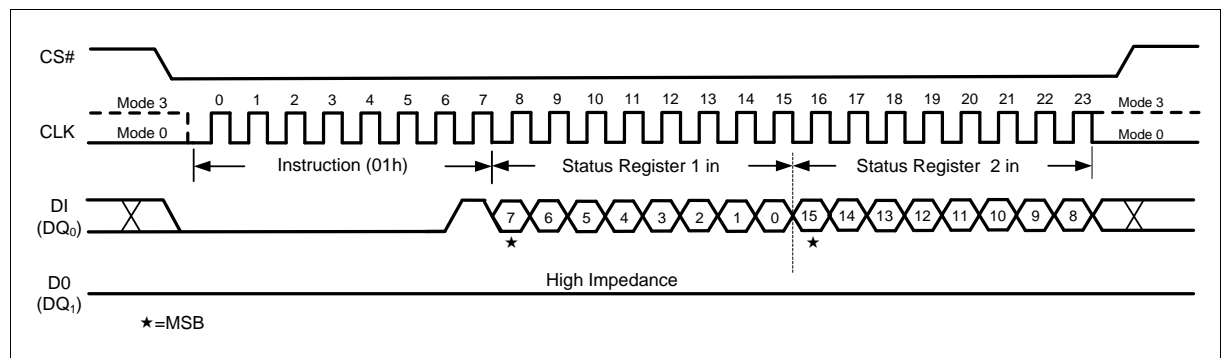 CS#
Mode 3 0 1 2 3 4 5 6 7 8 9 10 11 12 13 14 15 16 17 18 19 20 21 22 23 Mode 3
CLK Mode 0 Mode 0
Instruction (01h) Status Register 1 in Status Register 2 in
DI
(DQ0) 7 6 5 4 3 2 1 0 15 14 13 12 11 10 9 8
★ ★
D0 High Impedance
(DQ1)
★=MSB